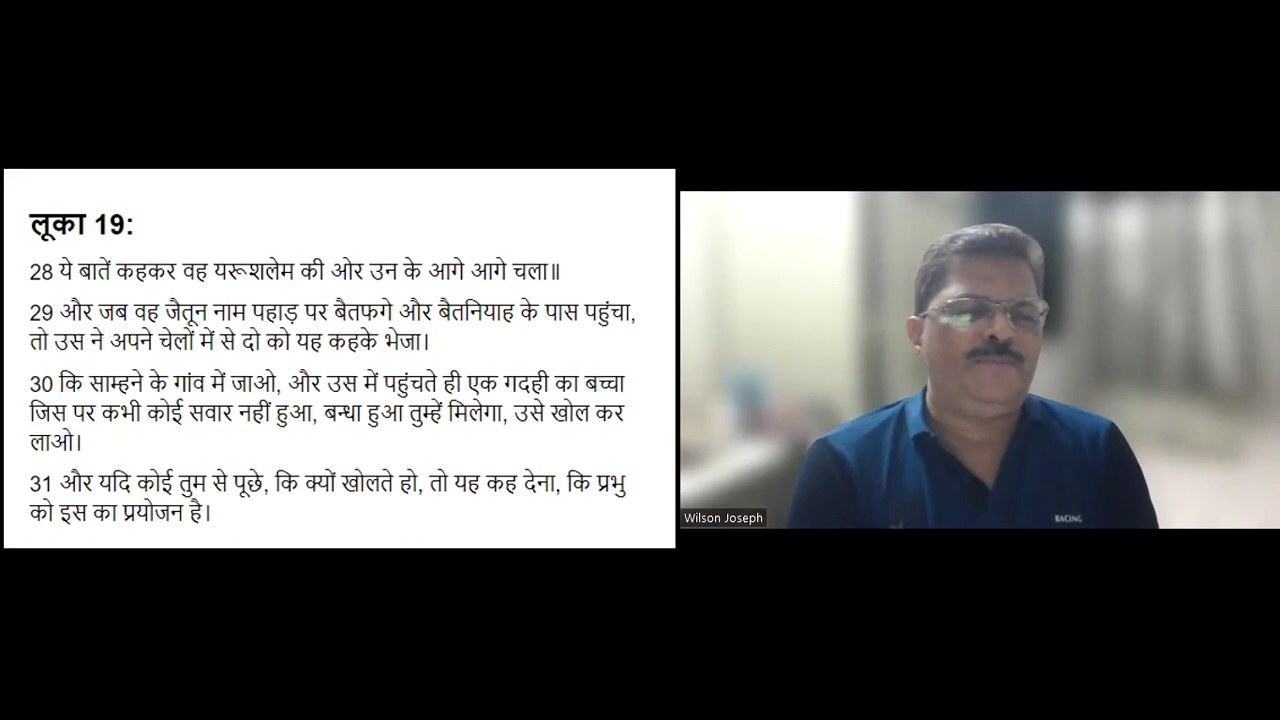 लूका 19:
28 ये बातें कहकर वह यरूशलेम की ओर उन के आगे आगे चला॥
29 और जब वह जैतून नाम पहाड़ पर बैतफगे और बैतनियाह के पास पहुंचा,
तो उस ने अपने चेलों में से दो को यह कहके भेजा।
30 कि साम्हने के गांव में जाओ, और उस में पहुंचते ही एक गदही का बच्चा
जिस पर कभी कोई सवार नहीं हुआ, बन्धा हुआ तुम्हें मिलेगा, उसे खोल कर
लाओ।
31 और यदि कोई तुम से पूछे, कि क्यों खोलते हो, तो यह कह देना, कि प्रभु
को इस का प्रयोजन है।
Wilson Joseph
RACING